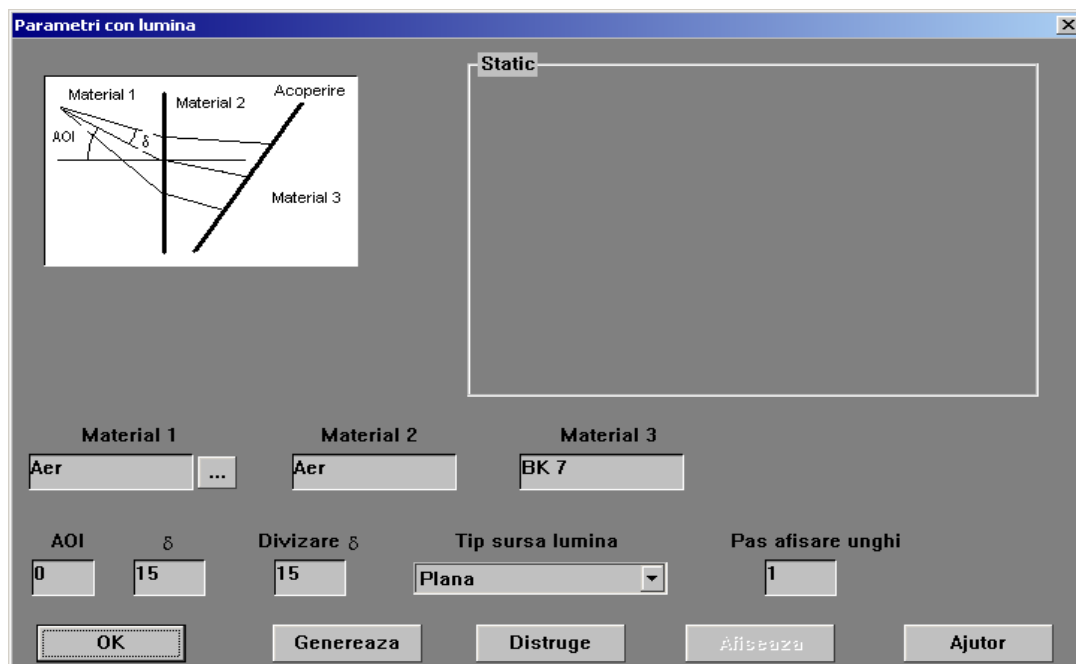 Parametri con lumina
Static
Material 1
Material 2
Acoperire
AOI
δ
Material 3
Material 1
Material 2
Material 3
Aer
...
Aer
BK 7
AOI
δ
Divizare δ
Tip sursa lumina
Pas afisare unghi
0
15
15
Plana
1
OK
Genereaza
Distruge
Afiseaza
Ajutor